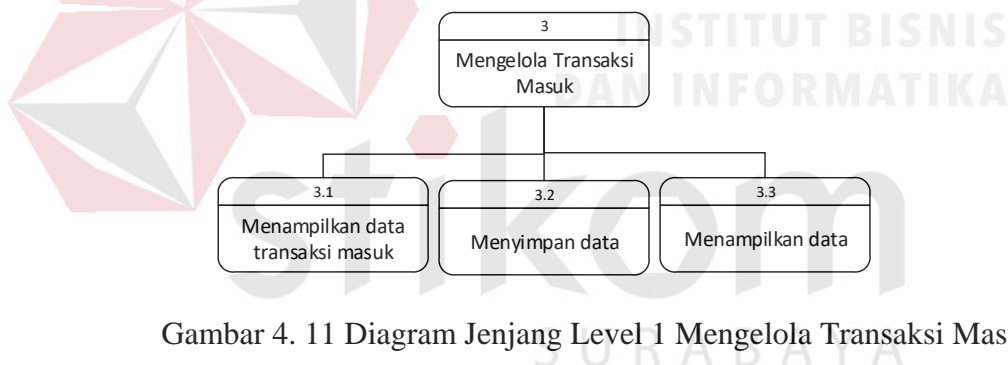 INSTITUT BISNIS
DAN INFORMATIKA
stikom
SURABAYA
3
Mengelola Transaksi
Masuk
3.1
Menampilkan data
transaksi masuk
3.2
Menyimpan data
3.3
Menampilkan data
Gambar 4. 11 Diagram Jenjang Level 1 Mengelola Transaksi Mas